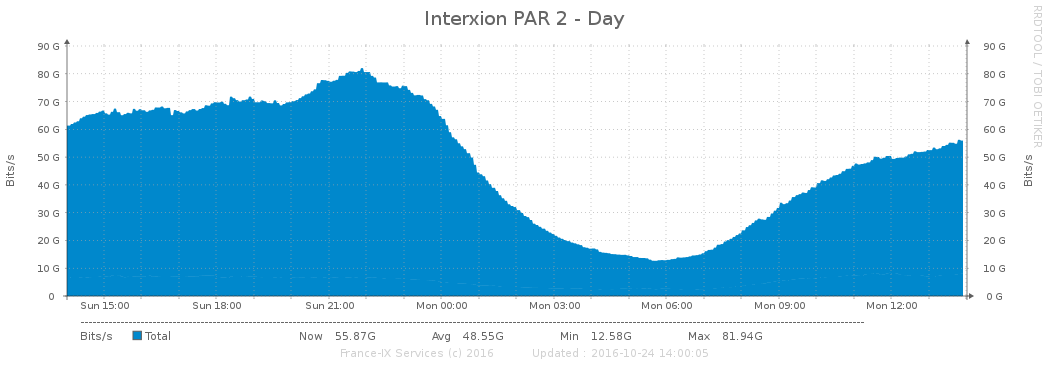 Interxion PAR 2 - Day
RRDTOOL / TOBI OETIKER
Bits/s
90 G
80 G
70 G
60 G
50 G
40 G
30 G
20 G
10 G
0
90 G
80 G
70 G
60 G
50 G
40 G
30 G
20 G
10 G
0 G
Bits/s
Sun 15:00 Sun 18:00 Sun 21:00 Mon 00:00 Mon 03:00 Mon 06:00 Mon 09:00 Mon 12:00
Bits/s Total Now 55.87G Avg 48.55G Min 12.58G Max 81.94G
France-IX Services (c) 2016 Updated : 2016-10-24 14:00:05